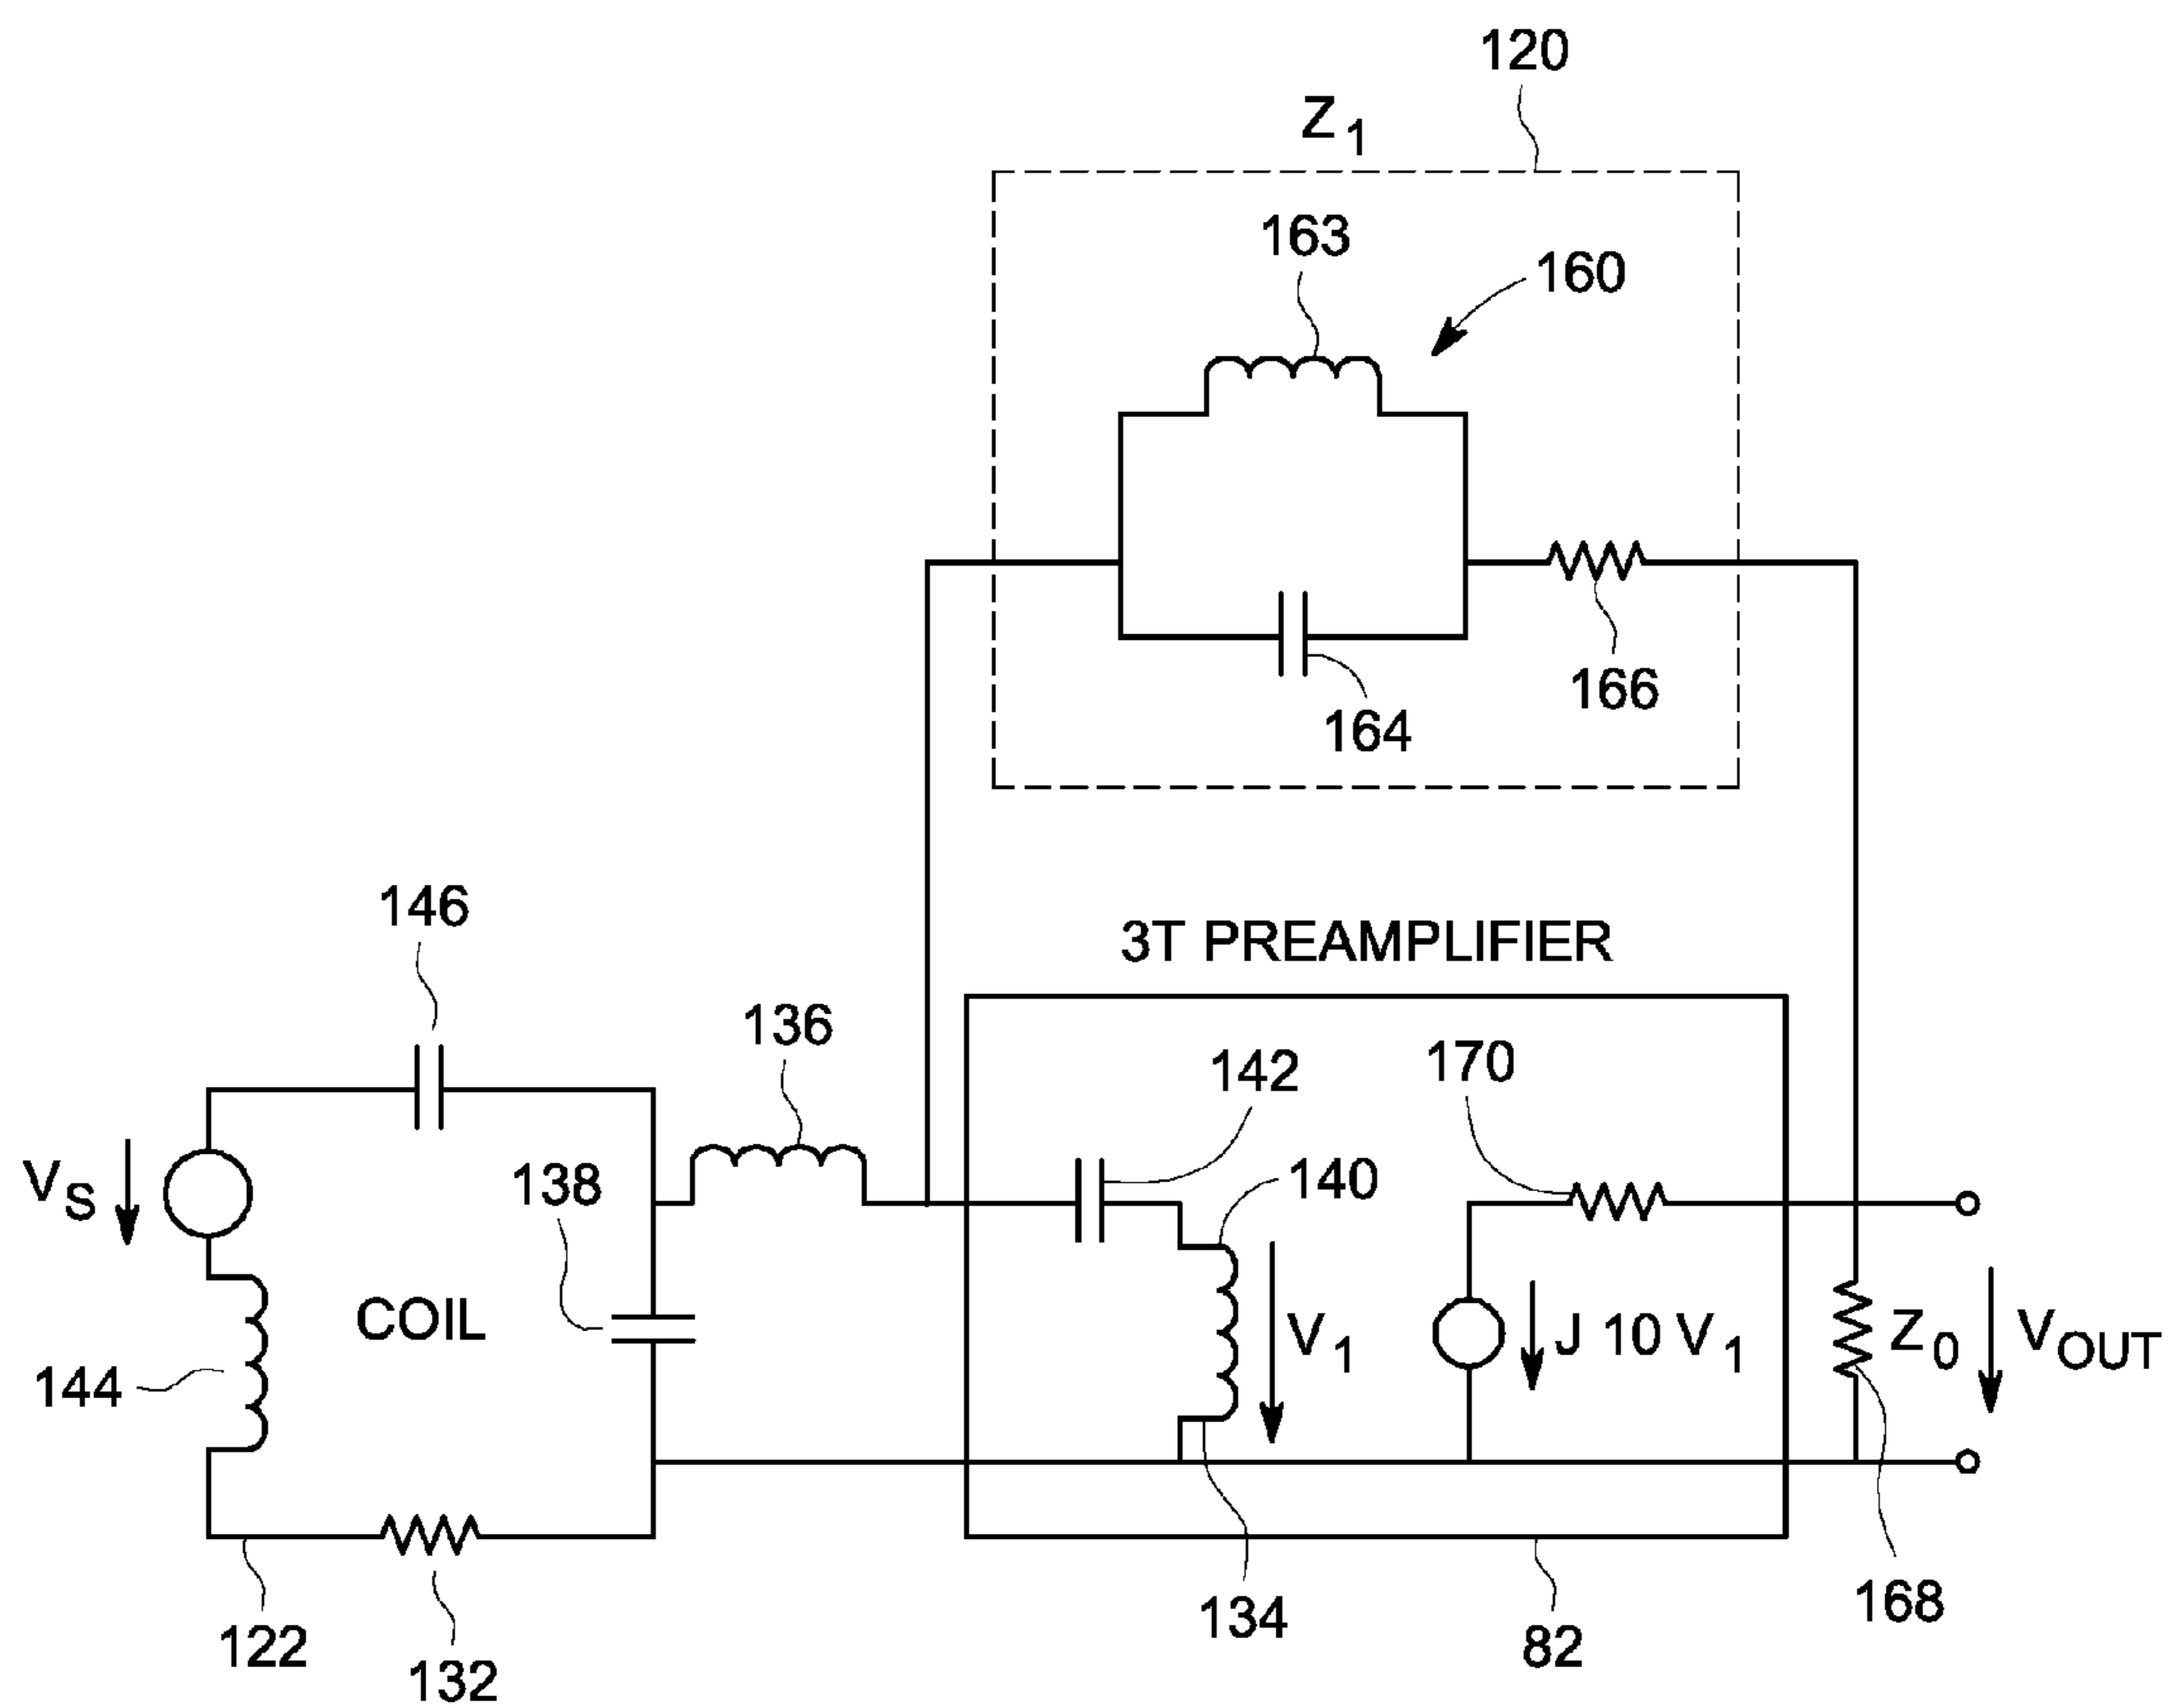 120
Z1
163
160
166
164
146
3T PREAMPLIFIER
136
142
170
VS
138
140
COIL
V1
J 10 V1
Z0
VOUT
144
134
168
122
132
82